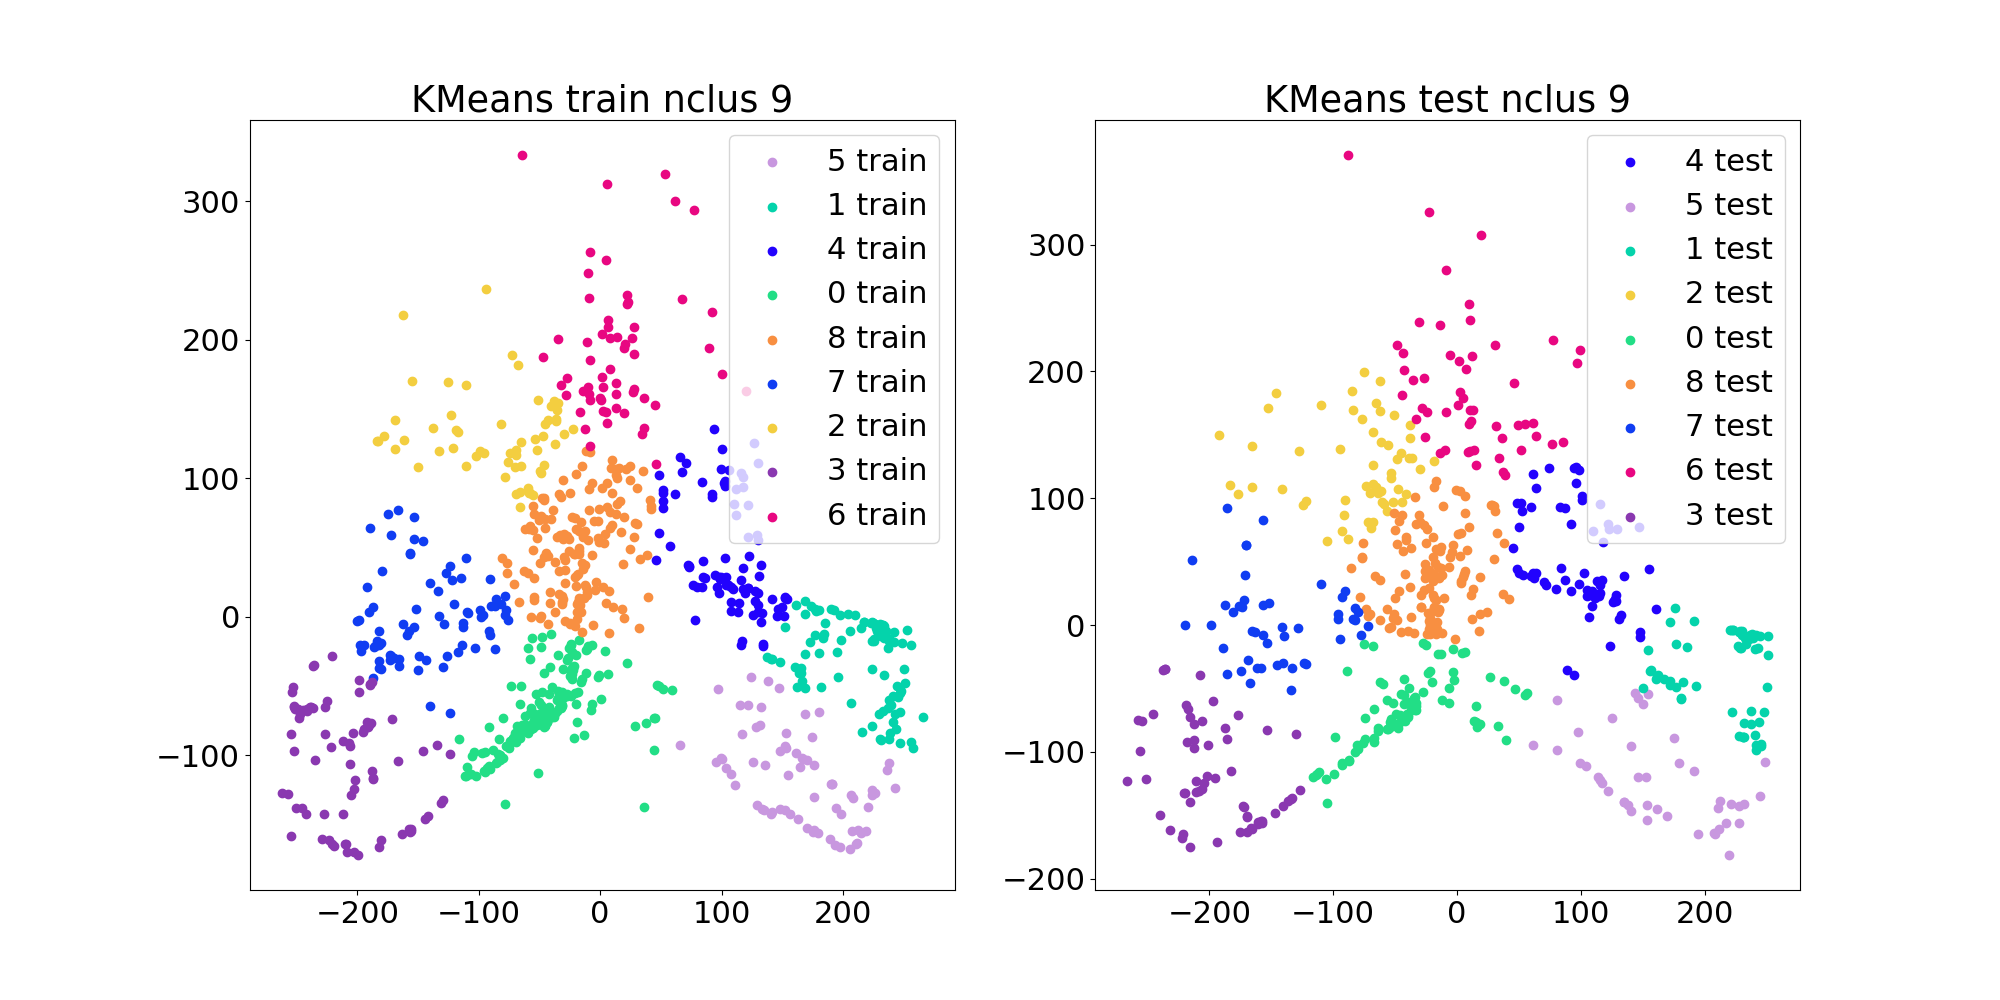 KMeans train nclus 9
300
200
100
0
−100
−200
−100
0
100
200
5 train
1 train
4 train
0 train
8 train
7 train
2 train
3 train
6 train
KMeans test nclus 9
300
200
100
0
−100
−200
−200
−100
0
100
200
4 test
5 test
1 test
2 test
0 test
8 test
7 test
6 test
3 test